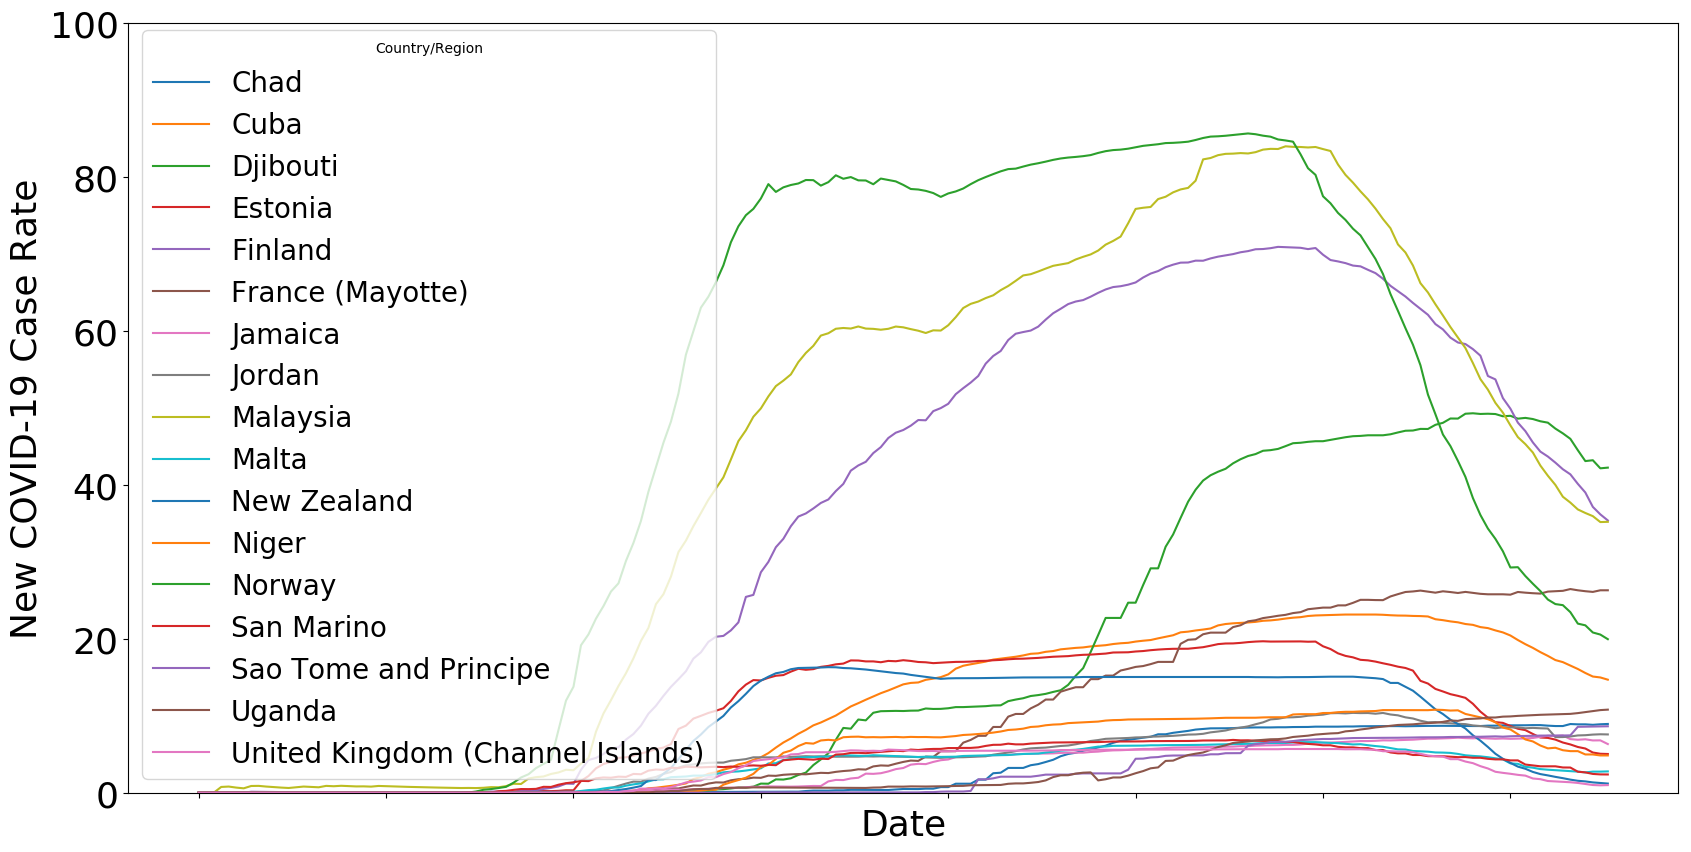 New COVID-19 Case Rate
100
80
60
40
20
0
Country/Region
Chad
Cuba
Djibouti
Estonia
Finland
France (Mayotte)
Jamaica
Jordan
Malaysia
Malta
New Zealand
Niger
Norway
San Marino
Sao Tome and Principe
Uganda
United Kingdom (Channel Islands)
Date